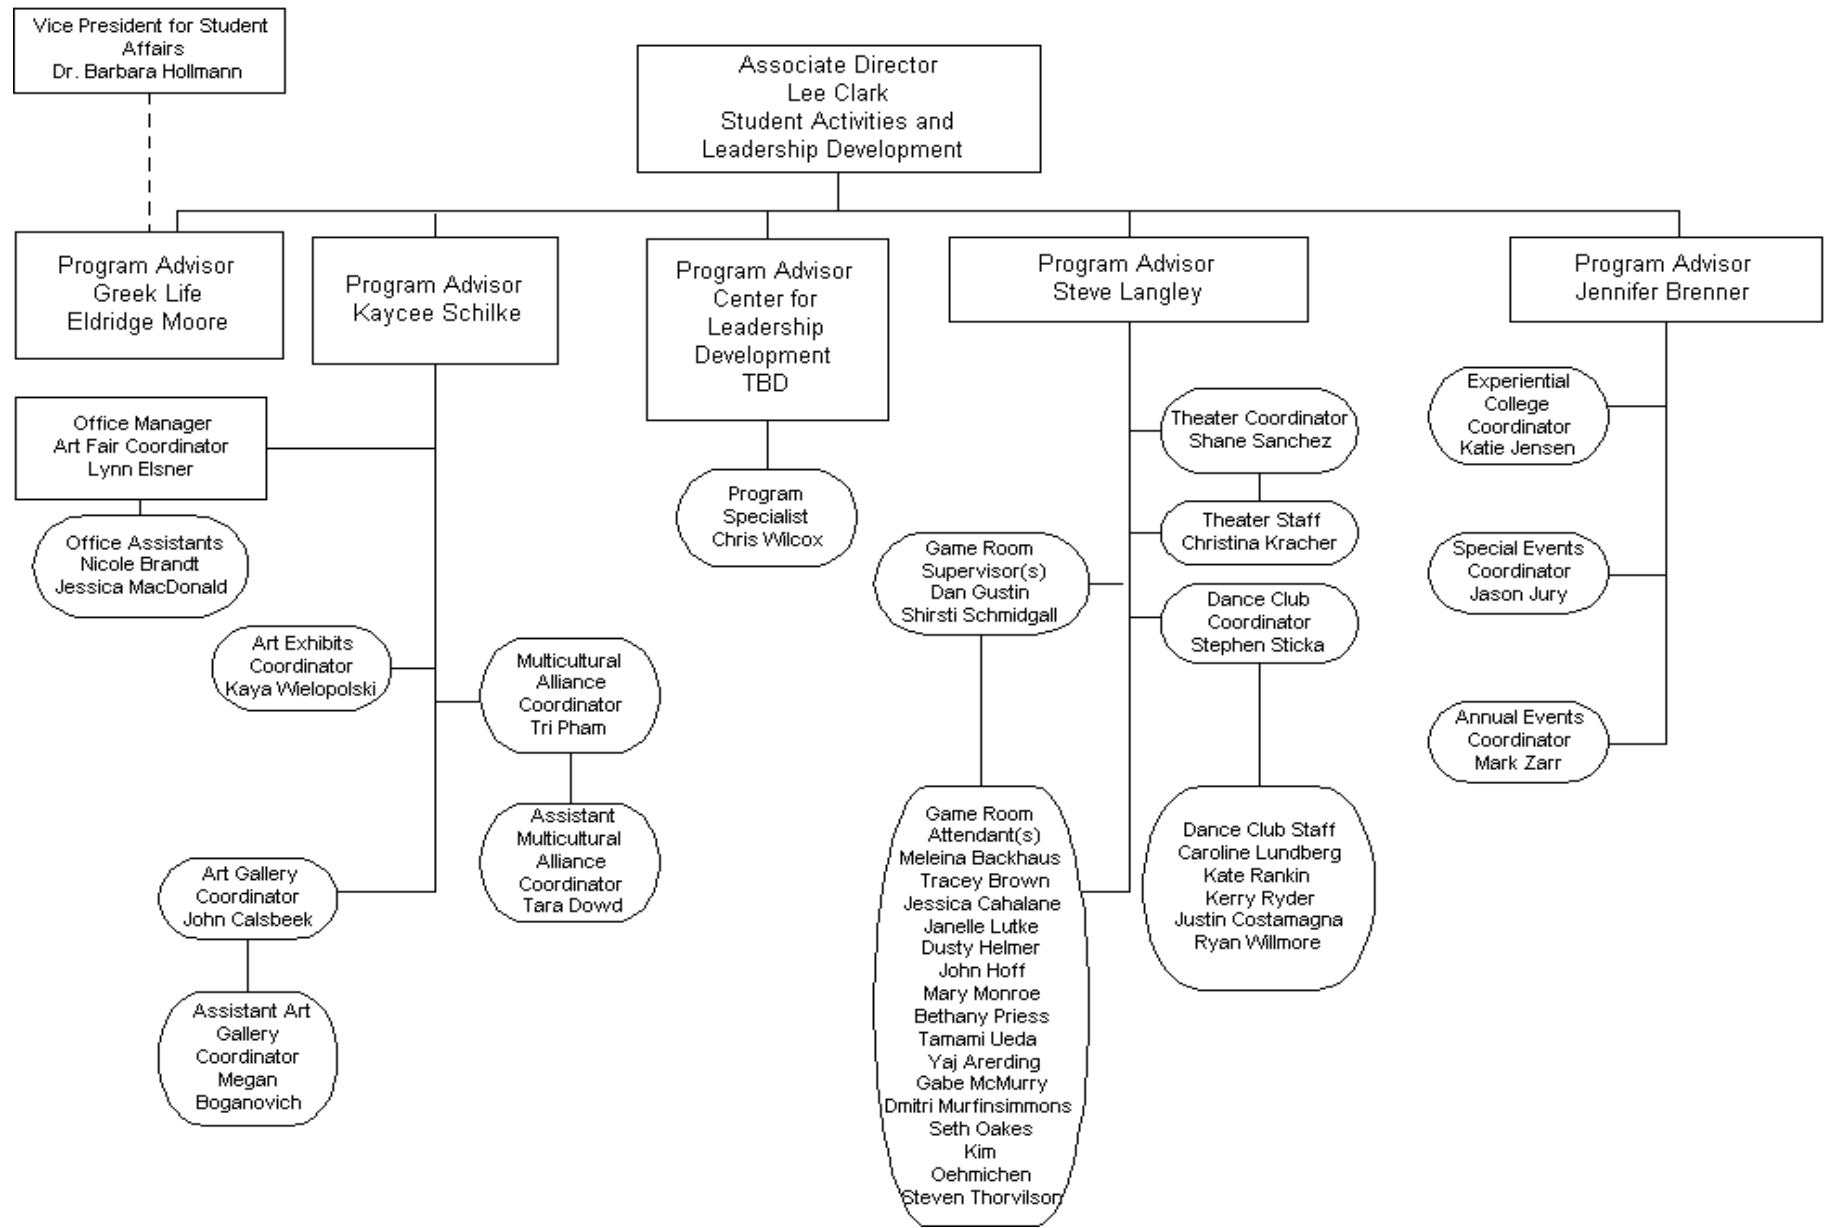 Vice President for Student
Affairs
Dr. Barbara Hollmann
Associate Director
Lee Clark
Student Activities and
Leadership Development
Program Advisor
Greek Life
Eldridge Moore
Program Advisor
Kaycee Schilke
Program Advisor
Center for
Leadership
Development
TBD
Program Advisor
Steve Langley
Program Advisor
Jennifer Brenner
Office Manager
Art Fair Coordinator
Lynn Elsner
Office Assistants
Nicole Brandt
Jessica MacDonald
Art Exhibits
Coordinator
Kaya Wielopolski
Multicultural
Alliance
Coordinator
Tri Pham
Assistant
Multicultural
Alliance
Coordinator
Tara Dowd
Art Gallery
Coordinator
John Calsbeek
Assistant Art
Gallery
Coordinator
Megan
Boganovich
Program
Specialist
Chris Wilcox
Theater Coordinator
Shane Sanchez
Theater Staff
Christina Kracher
Game Room
Supervisor(s)
Dan Gustin
Shirsti Schmidgall
Dance Club
Coordinator
Stephen Sticka
Game Room
Attendant(s)
Meleina Backhaus
Tracey Brown
Jessica Cahalane
Janelle Lutke
Dusty Helmer
John Hoff
Mary Monroe
Bethany Priess
Tamami Ueda
Yaj Arerding
Gabe McMurry
Dmitri Murfinsimmons
Seth Oakes
Kim
Oehmichen
Steven Thorvilson
Dance Club Staff
Caroline Lundberg
Kate Rankin
Kerry Ryder
Justin Costamagna
Ryan Willmore
Experiential
College
Coordinator
Katie Jensen
Special Events
Coordinator
Jason Jury
Annual Events
Coordinator
Mark Zarr